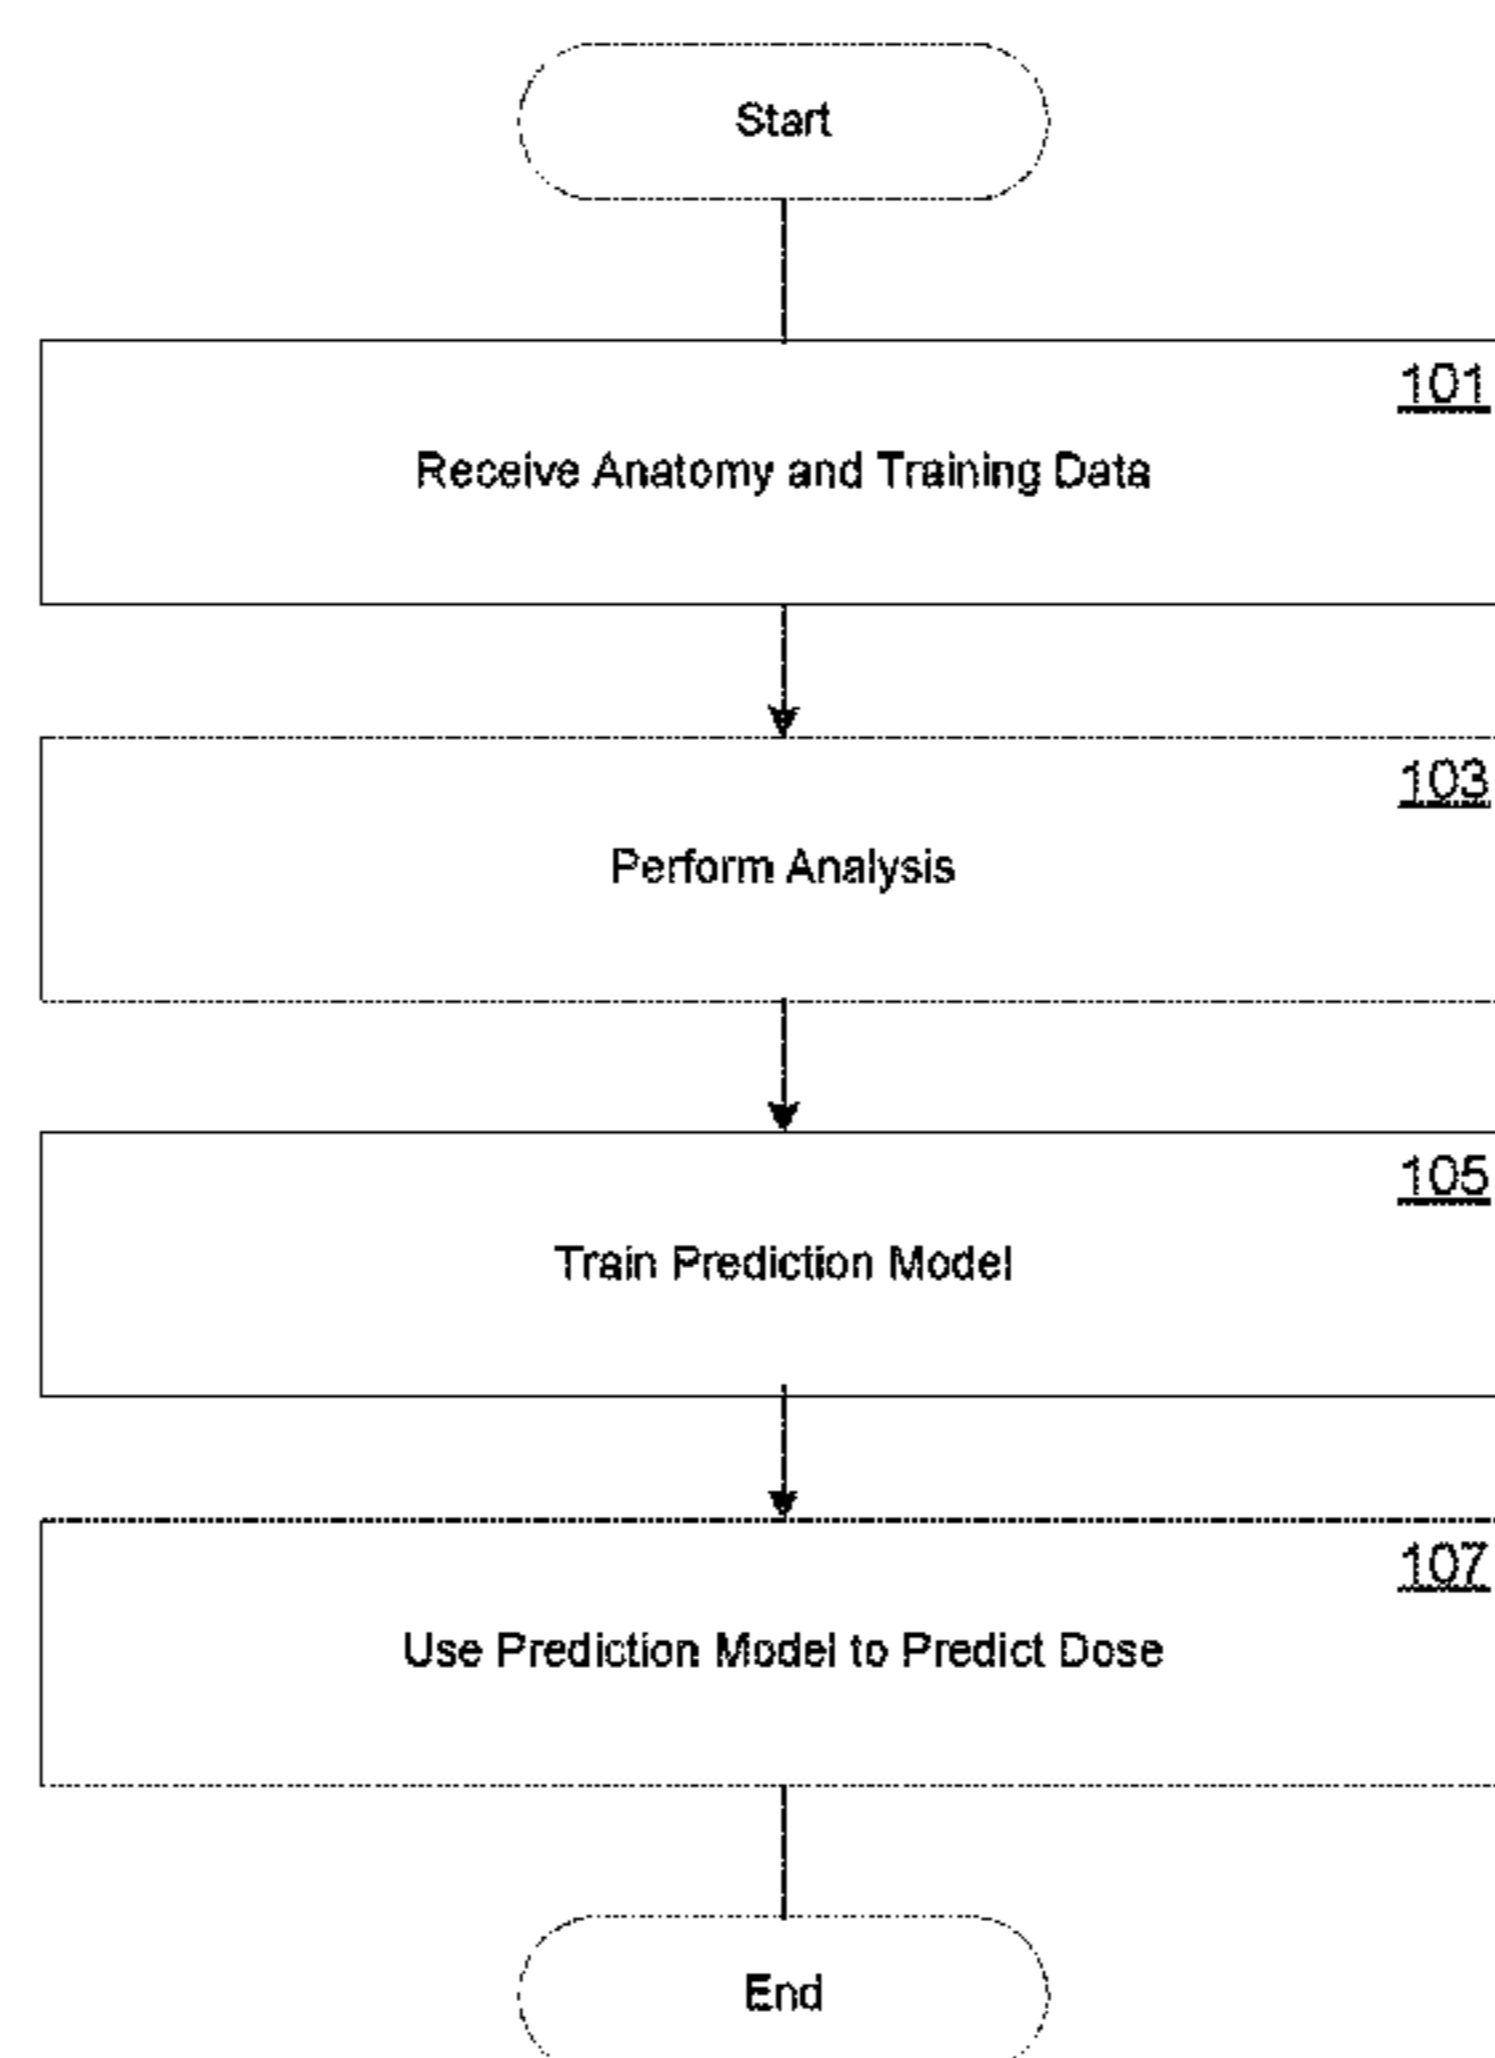 Start
101
Receive Anatomy and Training Data
103
Perform Analysis
105
Train Prediction Model
107
Use Prediction Model to Predict Dose
End